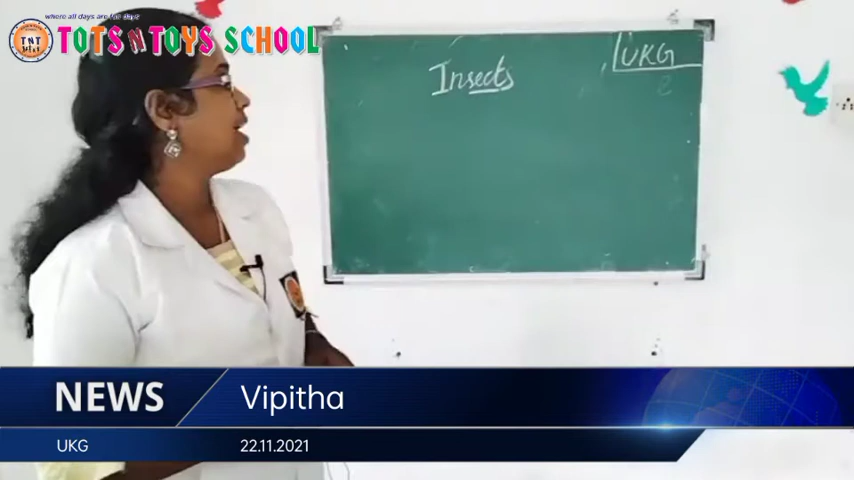 where all days are fun days
TNT
TOTS N TOYS SCHOOL
UKG
Insects
NEWS
Vipitha
UKG
22.11.2021